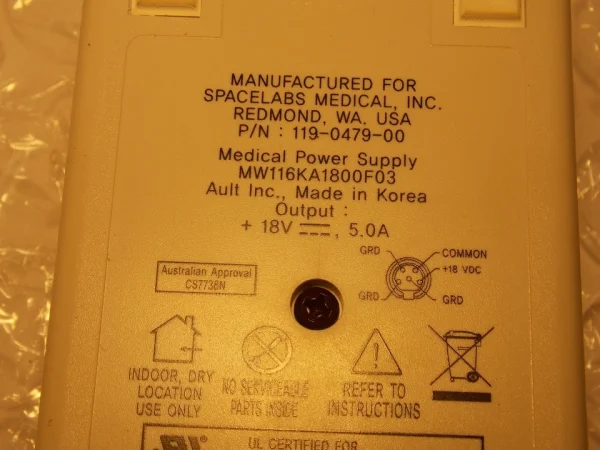 MANUFACTURED FOR
SPACELABS MEDICAL, INC.
REDMOND, WA. USA
P/N : 119-0479-00
Medical Power Supply
MW116KA1800F03
Ault Inc., Made in Korea
Output :
+ 18V ⎓, 5.0A
GRD
COMMON
+18 VDC
GRD
GRD
Australian Approval
CS7738N
INDOOR, DRY
LOCATION
USE ONLY
NO SERVICEABLE
PARTS INSIDE
REFER TO
INSTRUCTIONS
UL CERTIFIED FOR